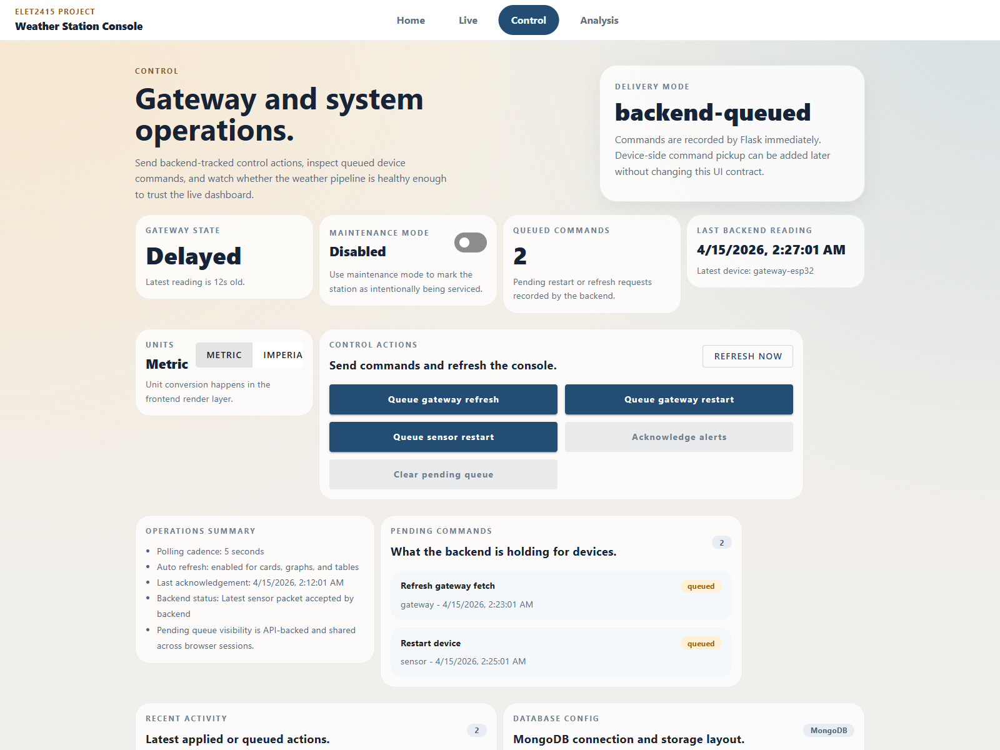 ELET2415 PROJECT
Weather Station Console
Home
Live
Control
Analysis
CONTROL
Gateway and system
operations.
Send backend-tracked control actions, inspect queued device
commands, and watch whether the weather pipeline is healthy enough
to trust the live dashboard.
DELIVERY MODE
backend-queued
Commands are recorded by Flask immediately.
Device-side command pickup can be added later
without changing this UI contract.
GATEWAY STATE
Delayed
Latest reading is 12s old.
MAINTENANCE MODE
Disabled
Use maintenance mode to mark the
station as intentionally being serviced.
QUEUED COMMANDS
2
Pending restart or refresh requests
recorded by the backend.
LAST BACKEND READING
4/15/2026, 2:27:01 AM
Latest device: gateway-esp32
UNITS
Metric
METRIC
IMPERIA
Unit conversion happens in the
frontend render layer.
CONTROL ACTIONS
Send commands and refresh the console.
REFRESH NOW
Queue gateway refresh
Queue gateway restart
Queue sensor restart
Acknowledge alerts
Clear pending queue
OPERATIONS SUMMARY
Polling cadence: 5 seconds
Auto refresh: enabled for cards, graphs, and tables
Last acknowledgement: 4/15/2026, 2:12:01 AM
Backend status: Latest sensor packet accepted by
backend
Pending queue visibility is API-backed and shared
across browser sessions.
PENDING COMMANDS
What the backend is holding for devices.
2
Refresh gateway fetch
queued
gateway - 4/15/2026, 2:23:01 AM
Restart device
queued
sensor - 4/15/2026, 2:25:01 AM
RECENT ACTIVITY
Latest applied or queued actions.
2
DATABASE CONFIG
MongoDB connection and storage layout.
MongoDB